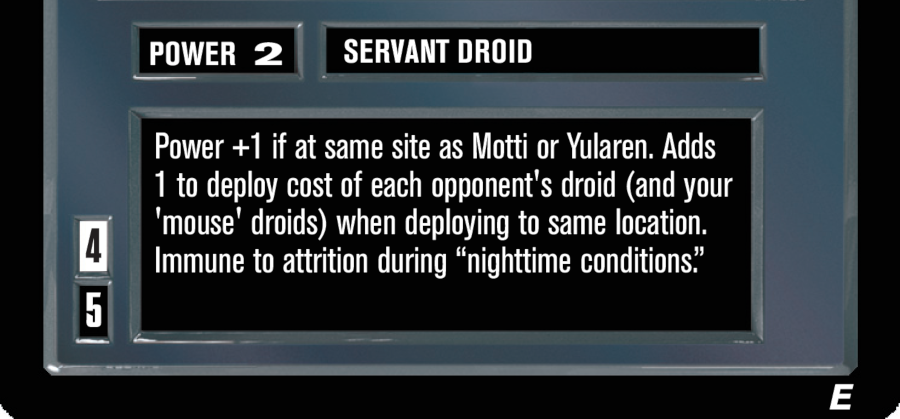 POWER 2
SERVANT DROID
Power +1 if at same site as Motti or Yularen. Adds
1 to deploy cost of each opponent's droid (and your
'mouse' droids) when deploying to same location.
Immune to attrition during “nighttime conditions.”
4
5
E